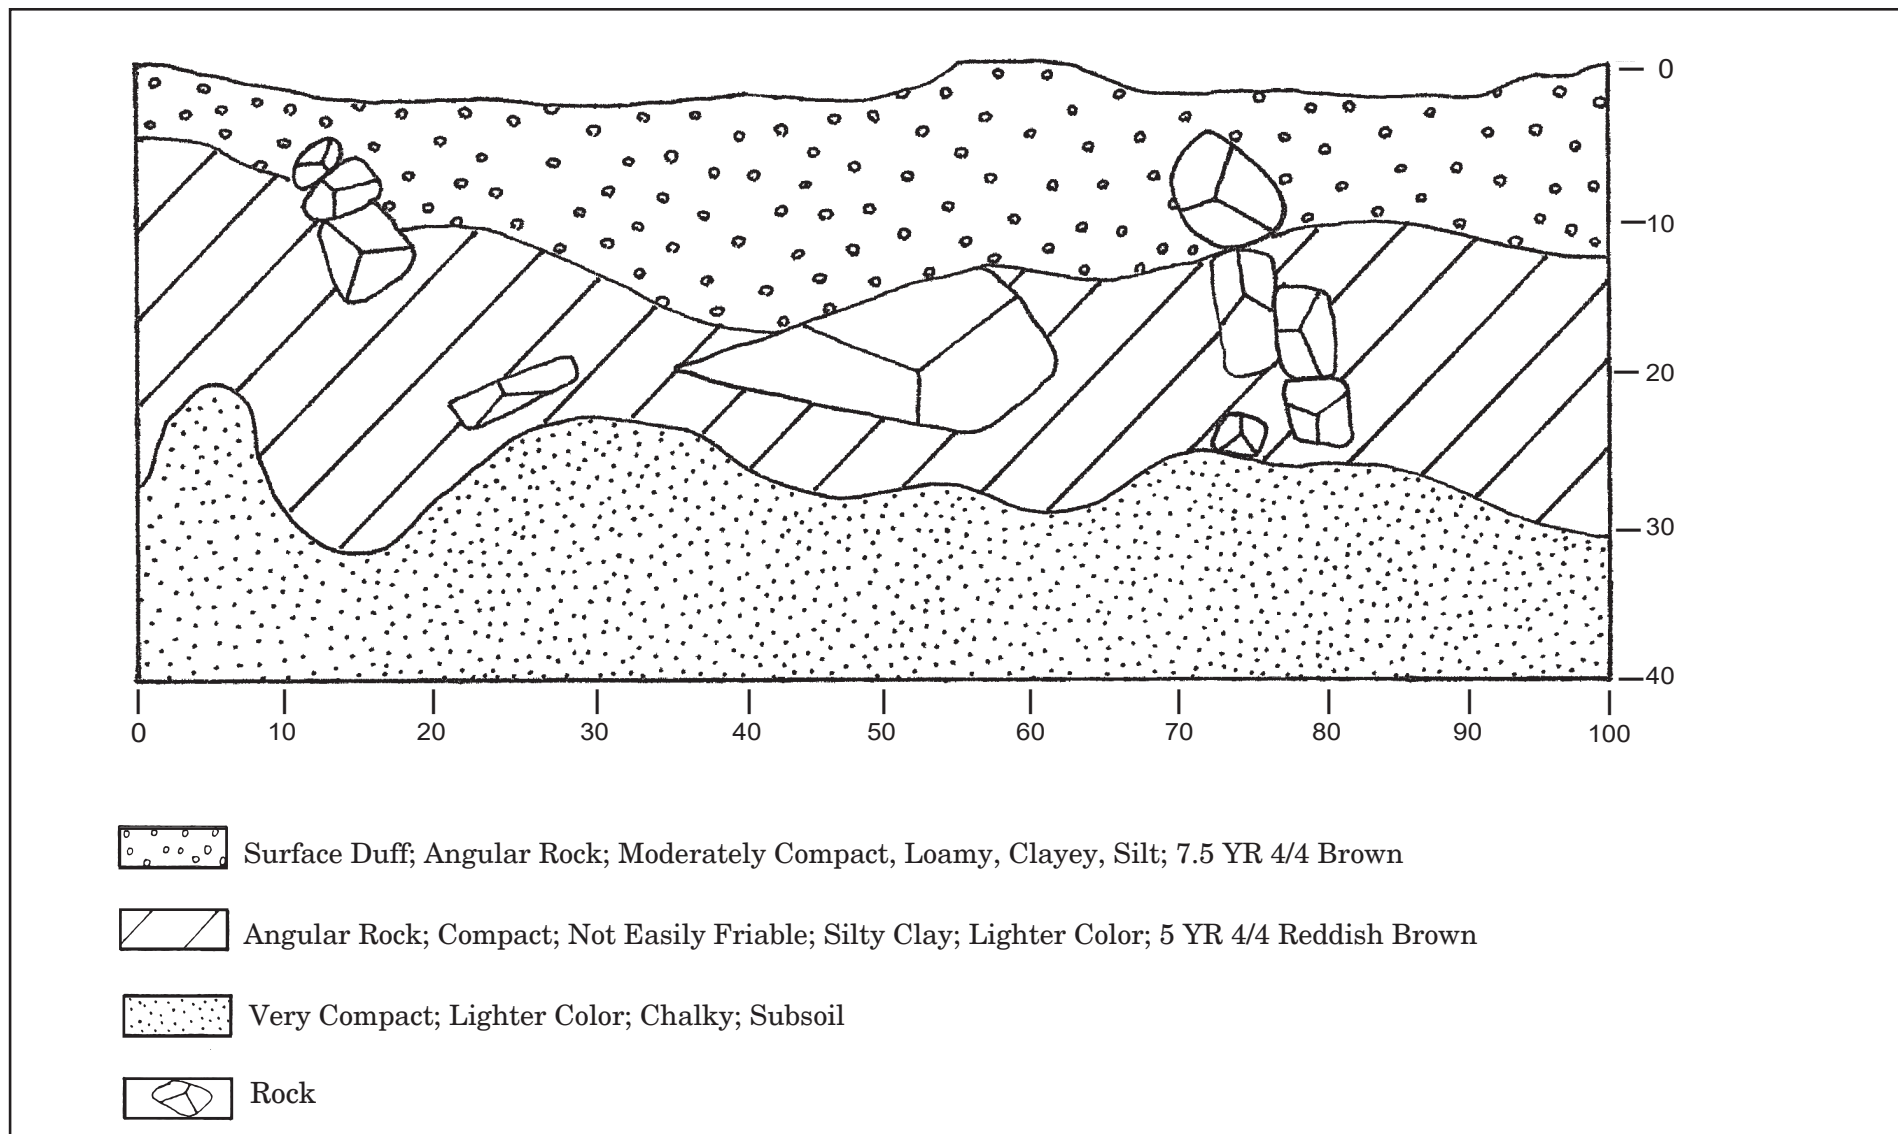 0
10
20
30
40
0 10 20 30 40 50 60 70 80 90 100
Surface Duff; Angular Rock; Moderately Compact, Loamy, Clayey, Silt; 7.5 YR 4/4 Brown
Angular Rock; Compact; Not Easily Friable; Silty Clay; Lighter Color; 5 YR 4/4 Reddish Brown
Very Compact; Lighter Color; Chalky; Subsoil
Rock